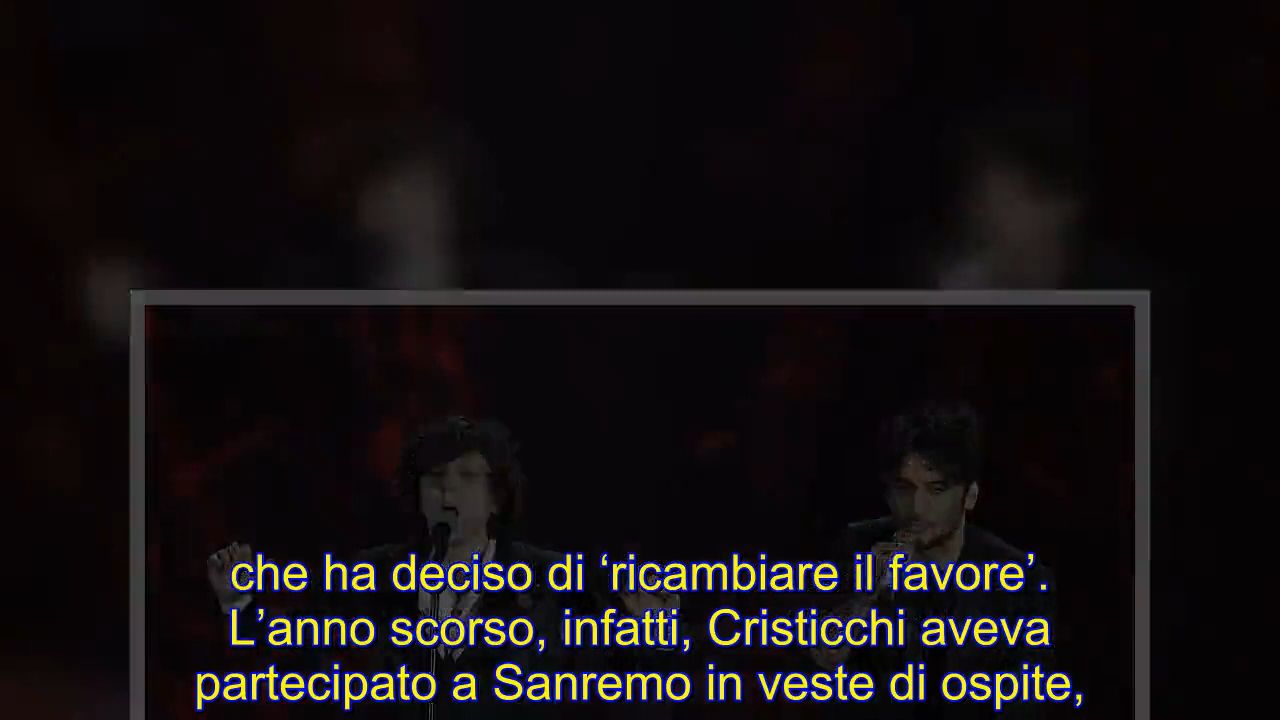 che ha deciso di ‘ricambiare il favore’.
L’anno scorso, infatti, Cristicchi aveva
partecipato a Sanremo in veste di ospite,